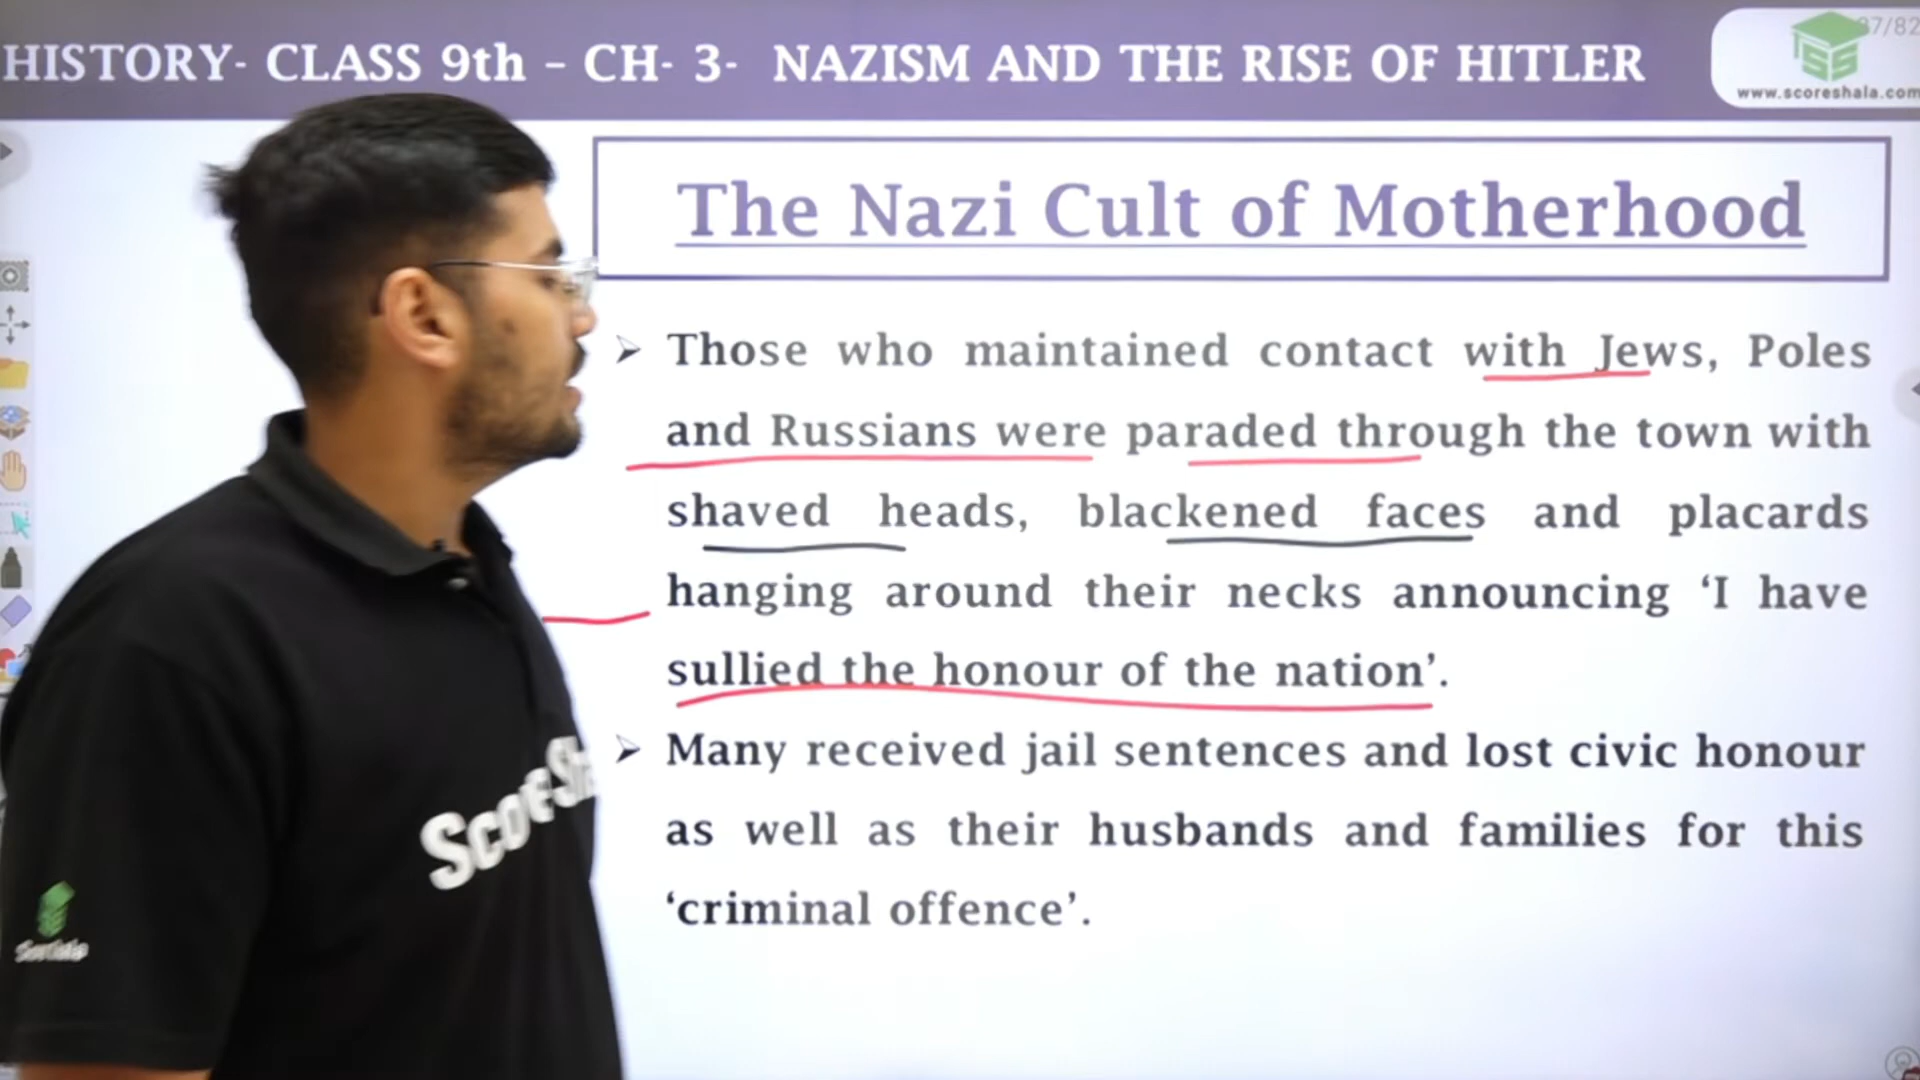 HISTORY- CLASS 9th – CH- 3- NAZISM AND THE RISE OF HITLER
37/82
www.scoreshala.com
The Nazi Cult of Motherhood
➢ Those who maintained contact with Jews, Poles
and Russians were paraded through the town with
shaved heads, blackened faces and placards
hanging around their necks announcing ‘I have
sullied the honour of the nation’.
➢ Many received jail sentences and lost civic honour
as well as their husbands and families for this
‘criminal offence’.